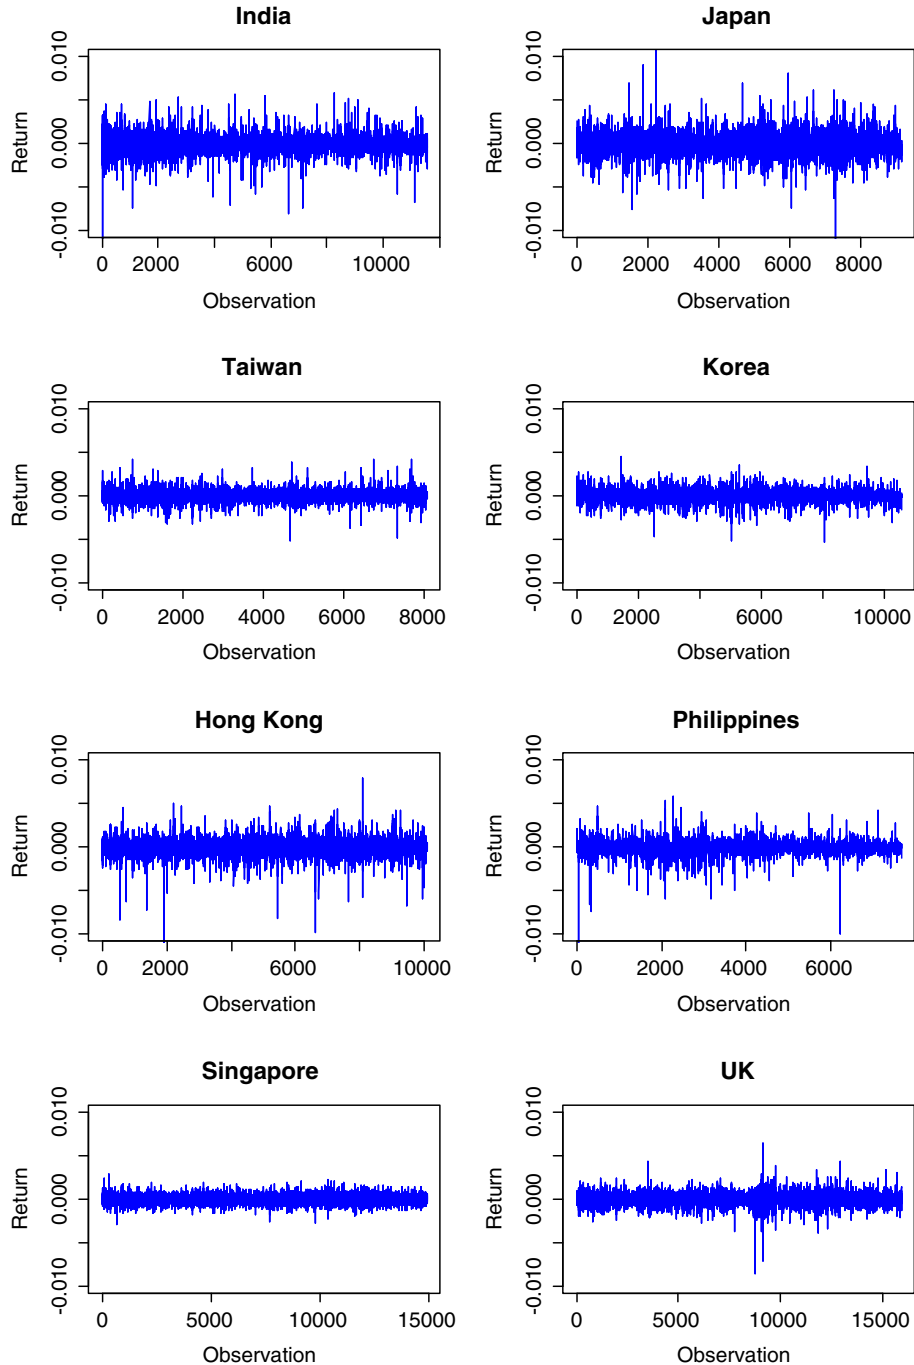 India
Return
0.010
0.000
-0.010
0 2000 6000 10000
Observation
Japan
Return
0.010
0.000
-0.010
0 2000 4000 6000 8000
Observation
Taiwan
Return
0.010
0.000
-0.010
0 2000 4000 6000 8000
Observation
Korea
Return
0.010
0.000
-0.010
0 2000 6000 10000
Observation
Hong Kong
Return
0.010
0.000
-0.010
0 2000 6000 10000
Observation
Philippines
Return
0.010
0.000
-0.010
0 2000 4000 6000
Observation
Singapore
Return
0.010
0.000
-0.010
0 5000 10000 15000
Observation
UK
Return
0.010
0.000
-0.010
0 5000 10000 15000
Observation